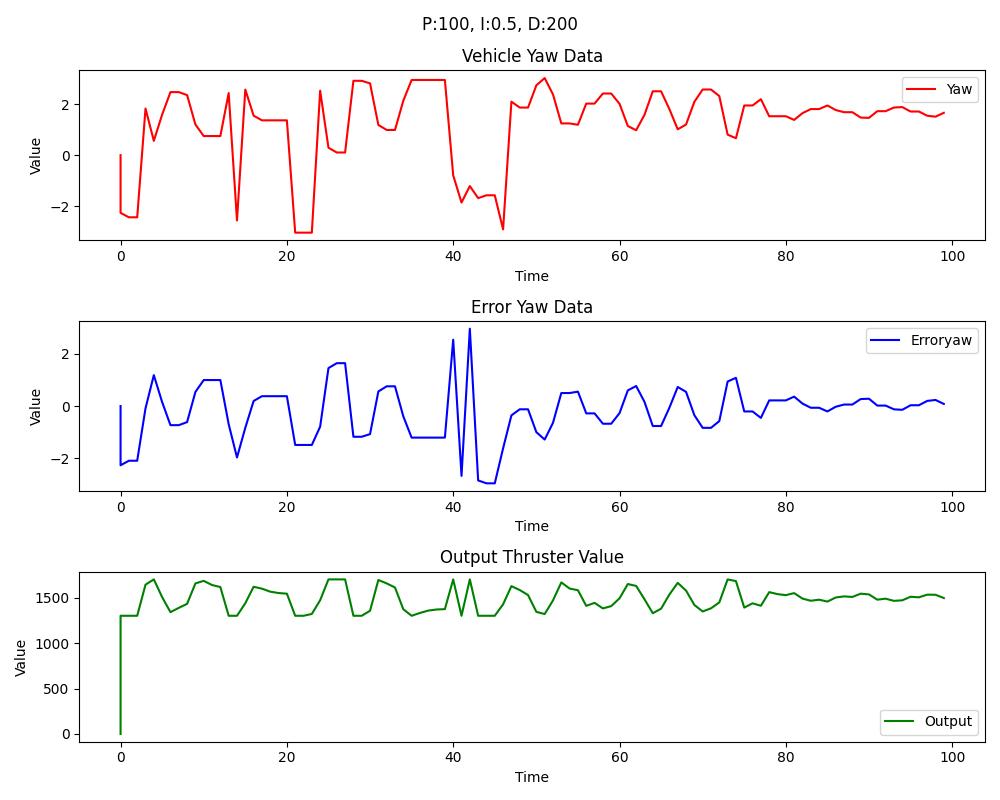 P:100, I:0.5, D:200
Vehicle Yaw Data
Value
2
0
−2
Yaw
0 20 40 60 80 100
Time
Error Yaw Data
Value
2
0
−2
Erroryaw
0 20 40 60 80 100
Time
Output Thruster Value
Value
1500
1000
500
0
Output
0 20 40 60 80 100
Time